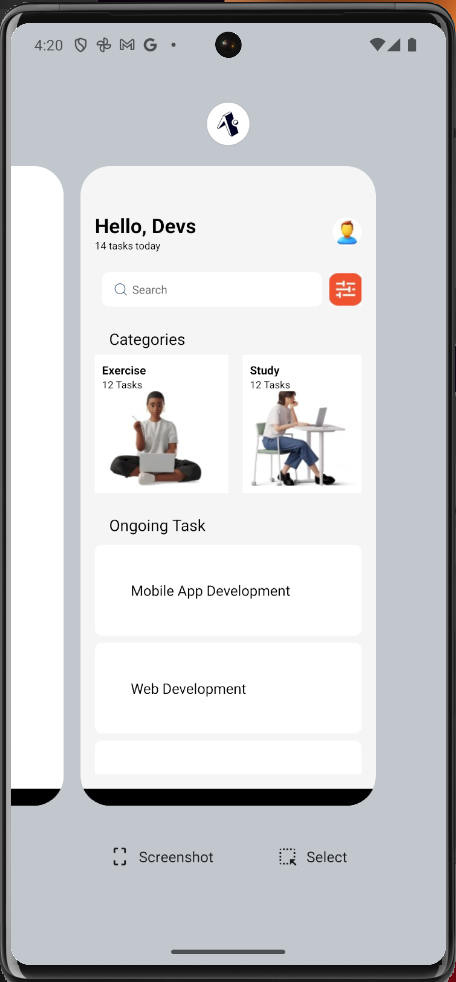 4:20
Hello, Devs
14 tasks today
Search
Categories
Exercise
12 Tasks
Study
12 Tasks
Ongoing Task
Mobile App Development
Web Development
Screenshot
Select